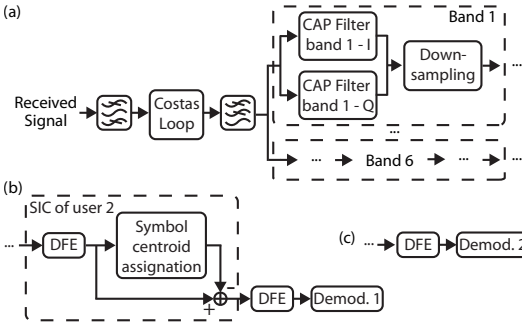 (a)
Band 1
CAP Filter
band 1 - I
CAP Filter
band 1 - Q
Down-
sampling
...
Received
Signal
Costas
Loop
...
...
Band 6
...
...
(b)
SIC of user 2
...
DFE
Symbol
centroid
assignation
-
+
DFE
Demod. 1
(c)
...
DFE
Demod. 2